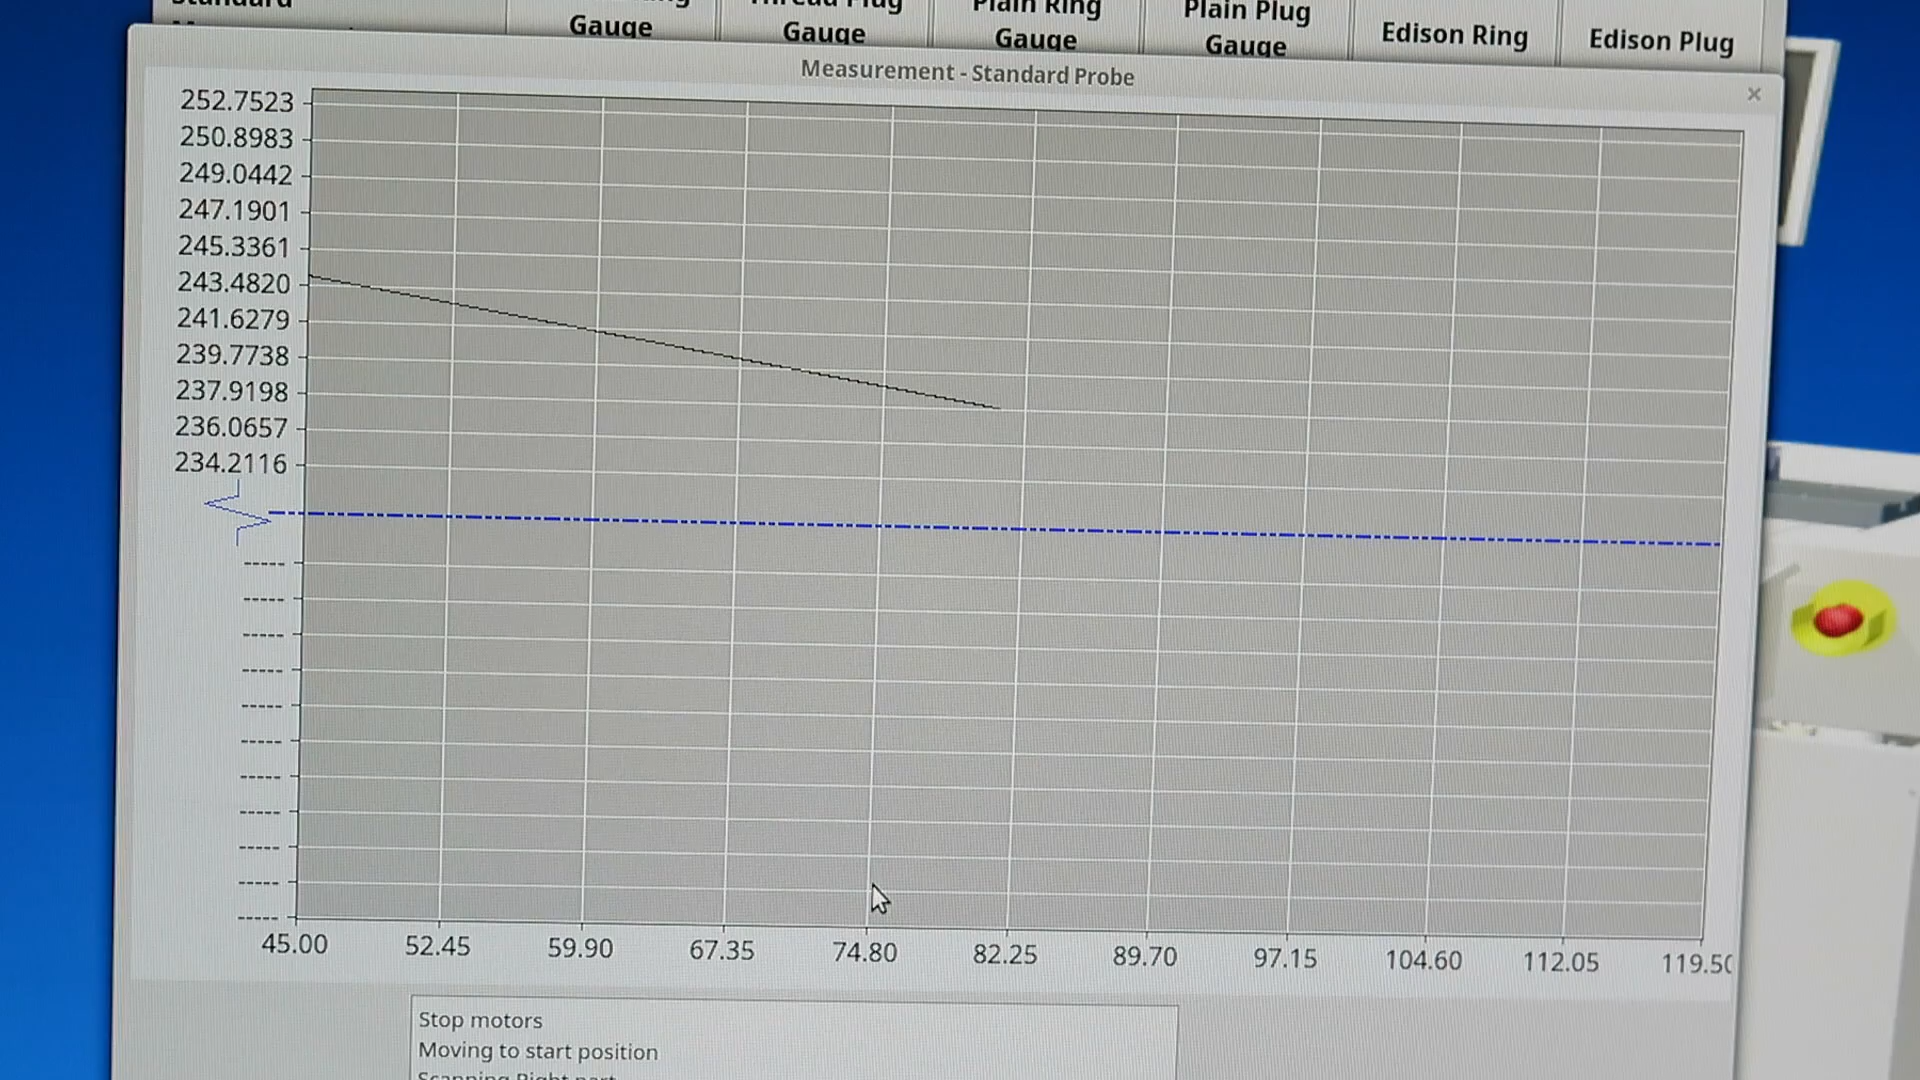 Standard
Gauge
Thread Plug
Gauge
Plain Ring
Gauge
Plain Plug
Gauge
Edison Ring
Edison Plug
Measurement - Standard Probe
252.7523
250.8983
249.0442
247.1901
245.3361
243.4820
241.6279
239.7738
237.9198
236.0657
234.2116
-----
-----
-----
-----
-----
-----
-----
-----
-----
-----
-----
45.00
52.45
59.90
67.35
74.80
82.25
89.70
97.15
104.60
112.05
119.50
Stop motors
Moving to start position
Scanning Right part